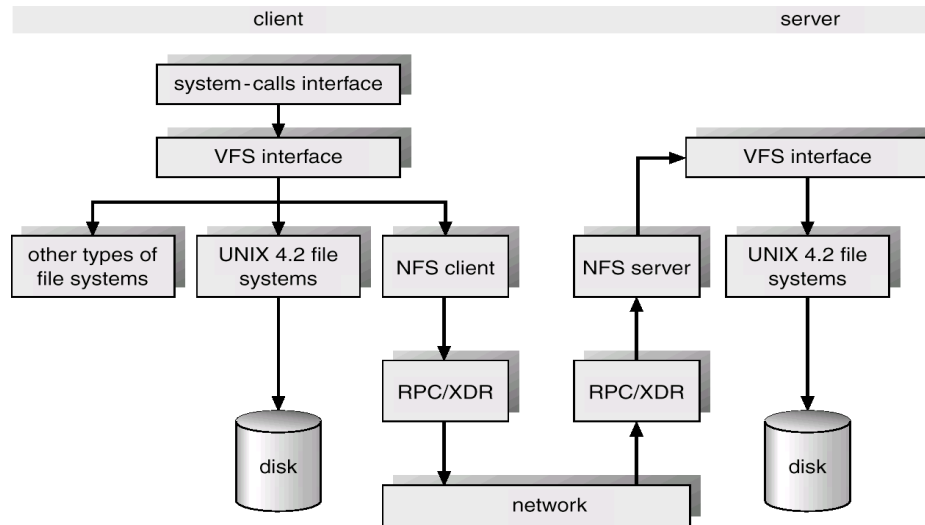 client
server
system-calls interface
VFS interface
VFS interface
other types of
file systems
UNIX 4.2 file
systems
NFS client
NFS server
UNIX 4.2 file
systems
RPC/XDR
RPC/XDR
disk
disk
network